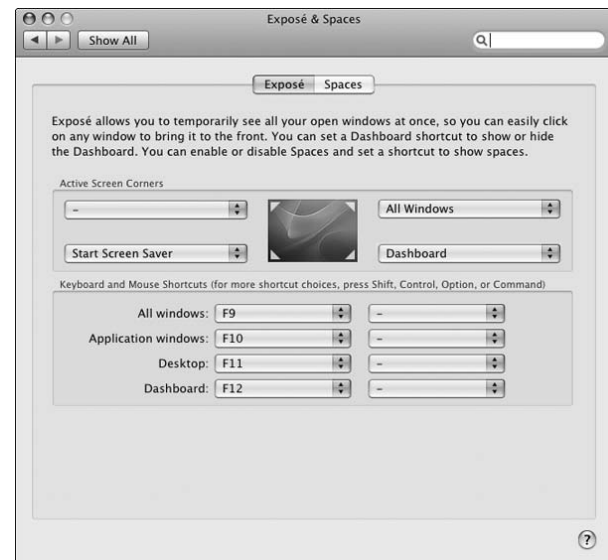 Exposé & Spaces
Show All
Exposé Spaces
Exposé allows you to temporarily see all your open windows at once, so you can easily click
on any window to bring it to the front. You can set a Dashboard shortcut to show or hide
the Dashboard. You can enable or disable Spaces and set a shortcut to show spaces.
Active Screen Corners
– All Windows
Start Screen Saver Dashboard
Keyboard and Mouse Shortcuts (for more shortcut choices, press Shift, Control, Option, or Command)
All windows: F9 –
Application windows: F10 –
Desktop: F11 –
Dashboard: F12 –
?